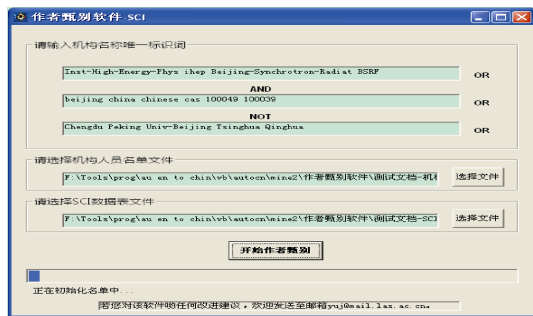 作者甄别软件-SCI
请输入机构名称唯一标识词
Inst-High-Energy-Phys ihep Beijing-Synchrotron-Radiat BSRF OR
AND
beijing china chinese cas 100049 100039 OR
NOT
Chengdu Peking Univ-Beijing Tsinghua Qinghua OR
请选择机构人员名单文件
F:\Tools\prog\au en to chin\vb\autocn\mine2\作者甄别软件\测试文档-机构 选择文件
请选择SCI数据表文件
F:\Tools\prog\au en to chin\vb\autocn\mine2\作者甄别软件\测试文档-SCI 选择文件
开始作者甄别
正在初始化名单中...
若您对该软件哟任何改进建议，欢迎发送至邮箱yuj@mail.las.ac.cn。